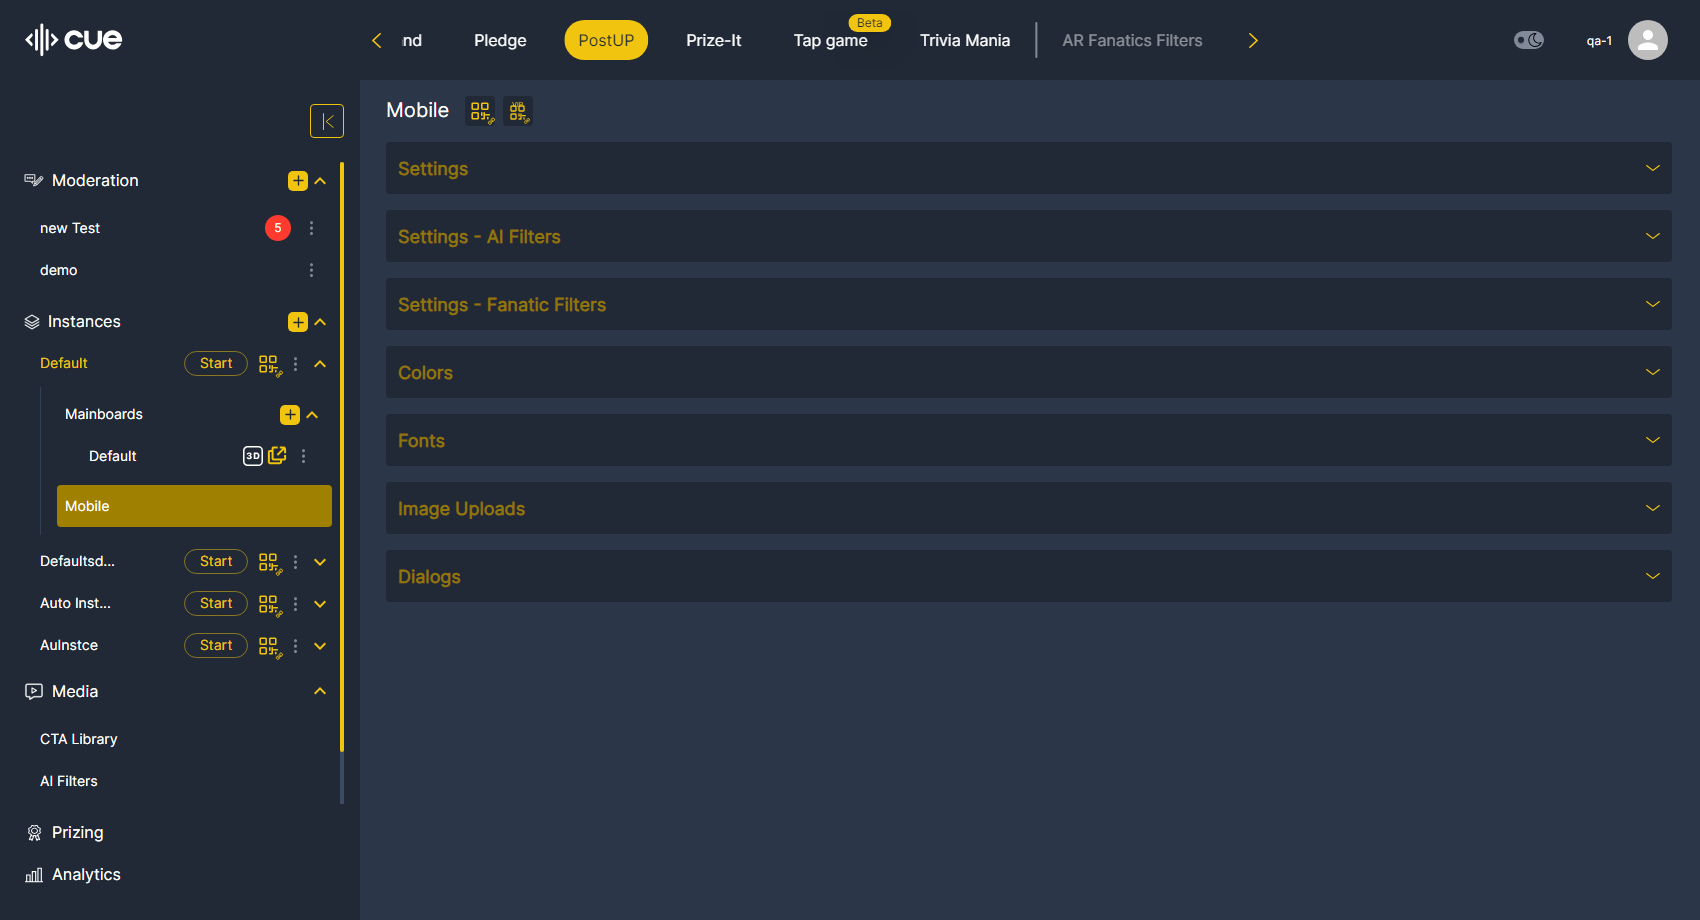 cue
nd
Pledge
PostUP
Prize-It
Beta
Tap game
Trivia Mania
AR Fanatics Filters
qa-1
Moderation
new Test
5
demo
Instances
Default
Start
Mainboards
Default
3D
Mobile
Defaultsd...
Start
Auto Inst...
Start
AuInstce
Start
Media
CTA Library
AI Filters
Prizing
Analytics
Mobile
Settings
Settings - AI Filters
Settings - Fanatic Filters
Colors
Fonts
Image Uploads
Dialogs